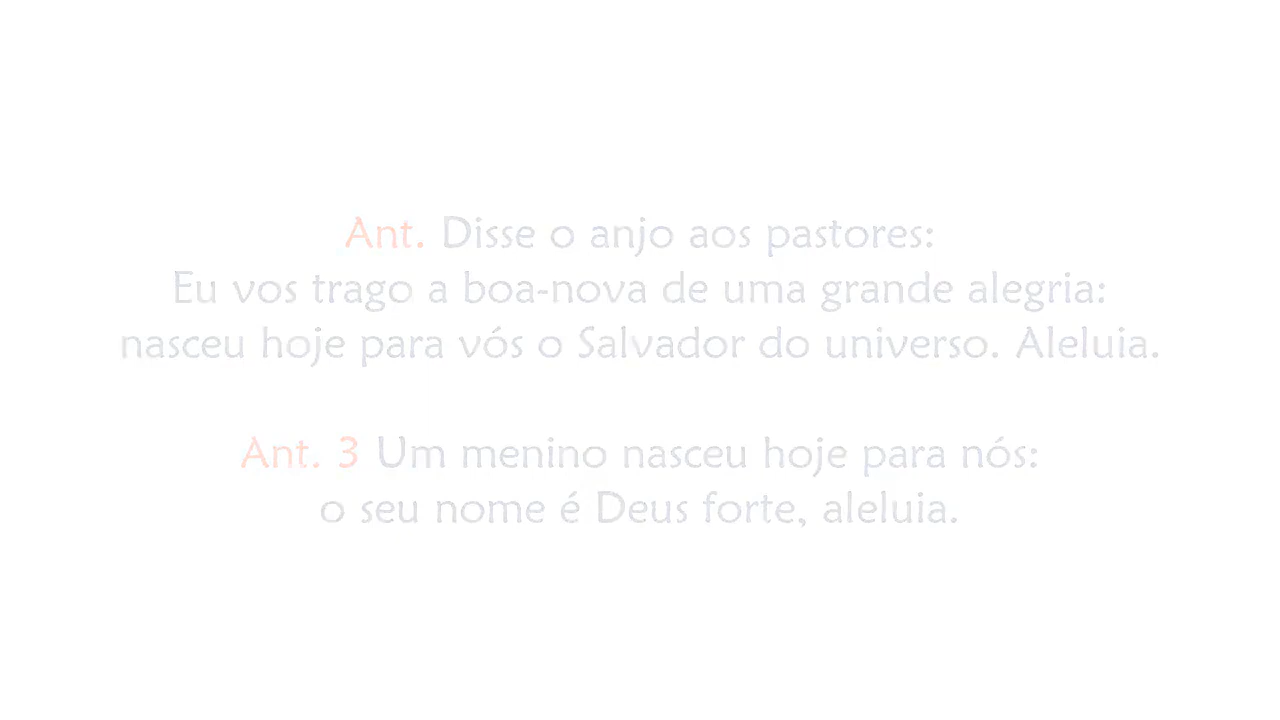 Ant. Disse o anjo aos pastores:
Eu vos trago a boa-nova de uma grande alegria:
nasceu hoje para vós o Salvador do universo. Aleluia.
Ant. 3 Um menino nasceu hoje para nós:
o seu nome é Deus forte, aleluia.